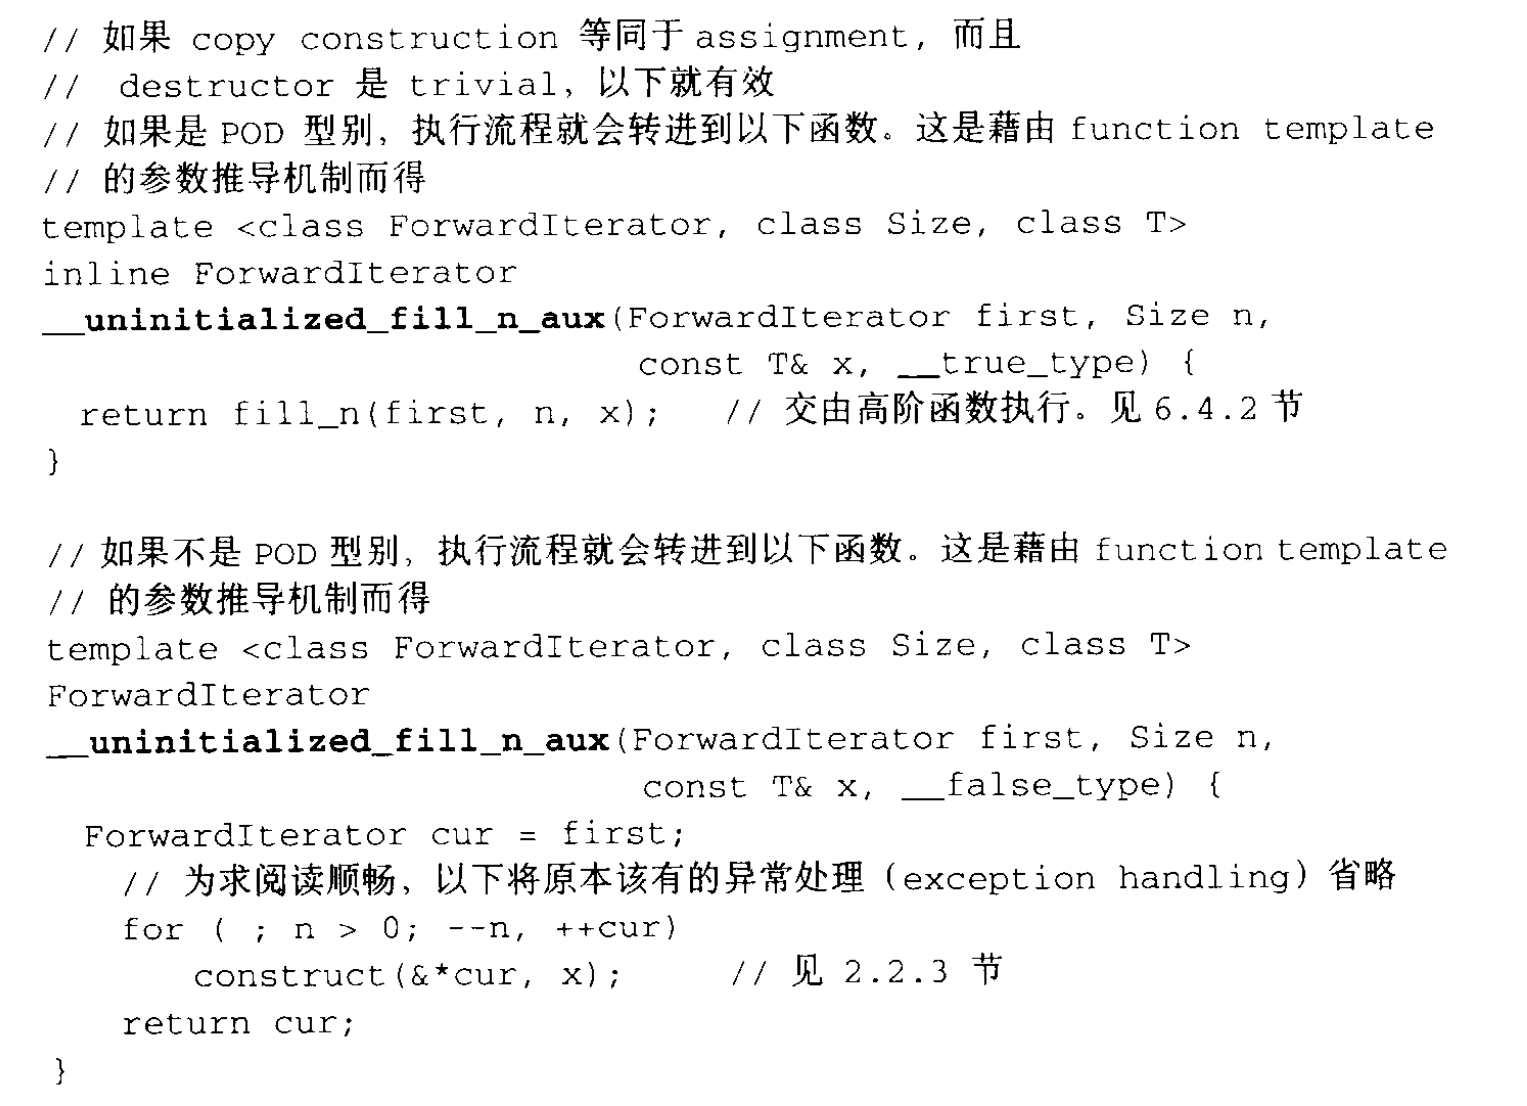 // 如果 copy construction 等同于 assignment, 而且
//  destructor 是 trivial, 以下就有效
// 如果是 POD 型别, 执行流程就会转进到以下函数。这是藉由 function template
// 的参数推导机制而得
template <class ForwardIterator, class Size, class T>
inline ForwardIterator
__uninitialized_fill_n_aux(ForwardIterator first, Size n,
                           const T& x, __true_type) {
  return fill_n(first, n, x);   // 交由高阶函数执行。见 6.4.2 节
}

// 如果不是 POD 型别, 执行流程就会转进到以下函数。这是藉由 function template
// 的参数推导机制而得
template <class ForwardIterator, class Size, class T>
ForwardIterator
__uninitialized_fill_n_aux(ForwardIterator first, Size n,
                           const T& x, __false_type) {
  ForwardIterator cur = first;
    // 为求阅读顺畅, 以下将原本该有的异常处理 (exception handling) 省略
    for ( ; n > 0; --n, ++cur)
        construct(&*cur, x);      // 见 2.2.3 节
    return cur;
}